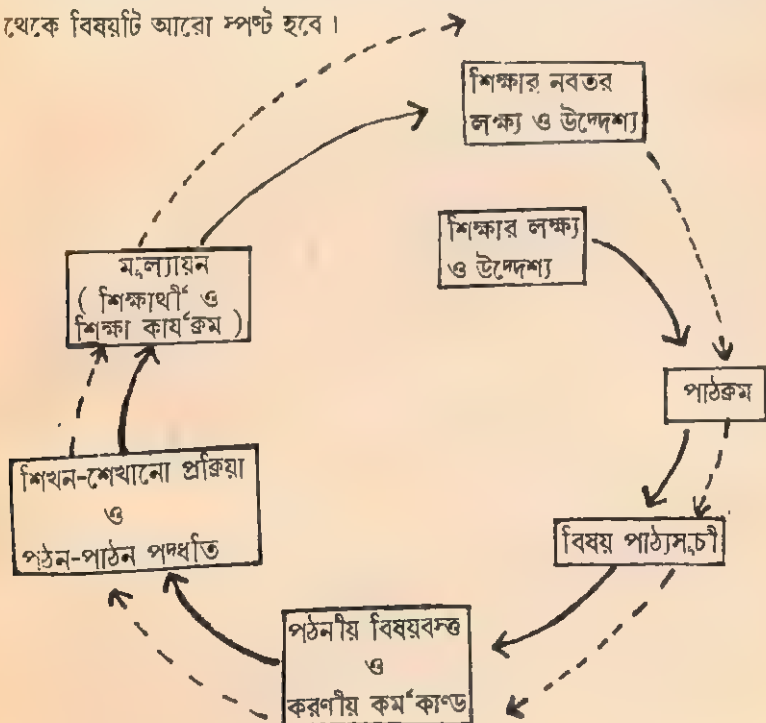 থেকে বিষয়টি আরো স্পষ্ট হবে।
শিক্ষার নবতর
লক্ষ্য ও উদ্দেশ্য
শিক্ষার লক্ষ্য
ও উদ্দেশ্য
পাঠক্রম
বিষয় পাঠ্যসূচী
পঠনীয় বিষয়বস্তু
ও
করণীয় কর্মকাণ্ড
শিখন-শেখানো প্রক্রিয়া
ও
পঠন-পাঠন পদ্ধতি
মূল্যায়ন
( শিক্ষার্থী ও
শিক্ষা কার্যক্রম )